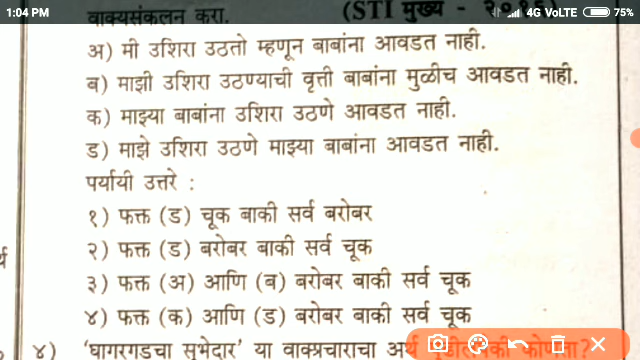 1:04 PM 4G VoLTE 75%
वाक्यसंकलन करा. (STI मुख्य -
अ) मी उशिरा उठतो म्हणून बाबांना आवडत नाही.
ब) माझी उशिरा उठण्याची वृत्ती बाबांना मुळीच आवडत नाही.
क) माझ्या बाबांना उशिरा उठणे आवडत नाही.
ड) माझे उशिरा उठणे माझ्या बाबांना आवडत नाही.
पर्यायी उत्तरे :
१) फक्त (ड) चूक बाकी सर्व बरोबर
२) फक्त (ड) बरोबर बाकी सर्व चूक
३) फक्त (अ) आणि (ब) बरोबर बाकी सर्व चूक
४) फक्त (क) आणि (ड) बरोबर बाकी सर्व चूक
४) 'घागरगडचा सुभेदार' या वाक्प्रचाराचा अर्थ कोणता?